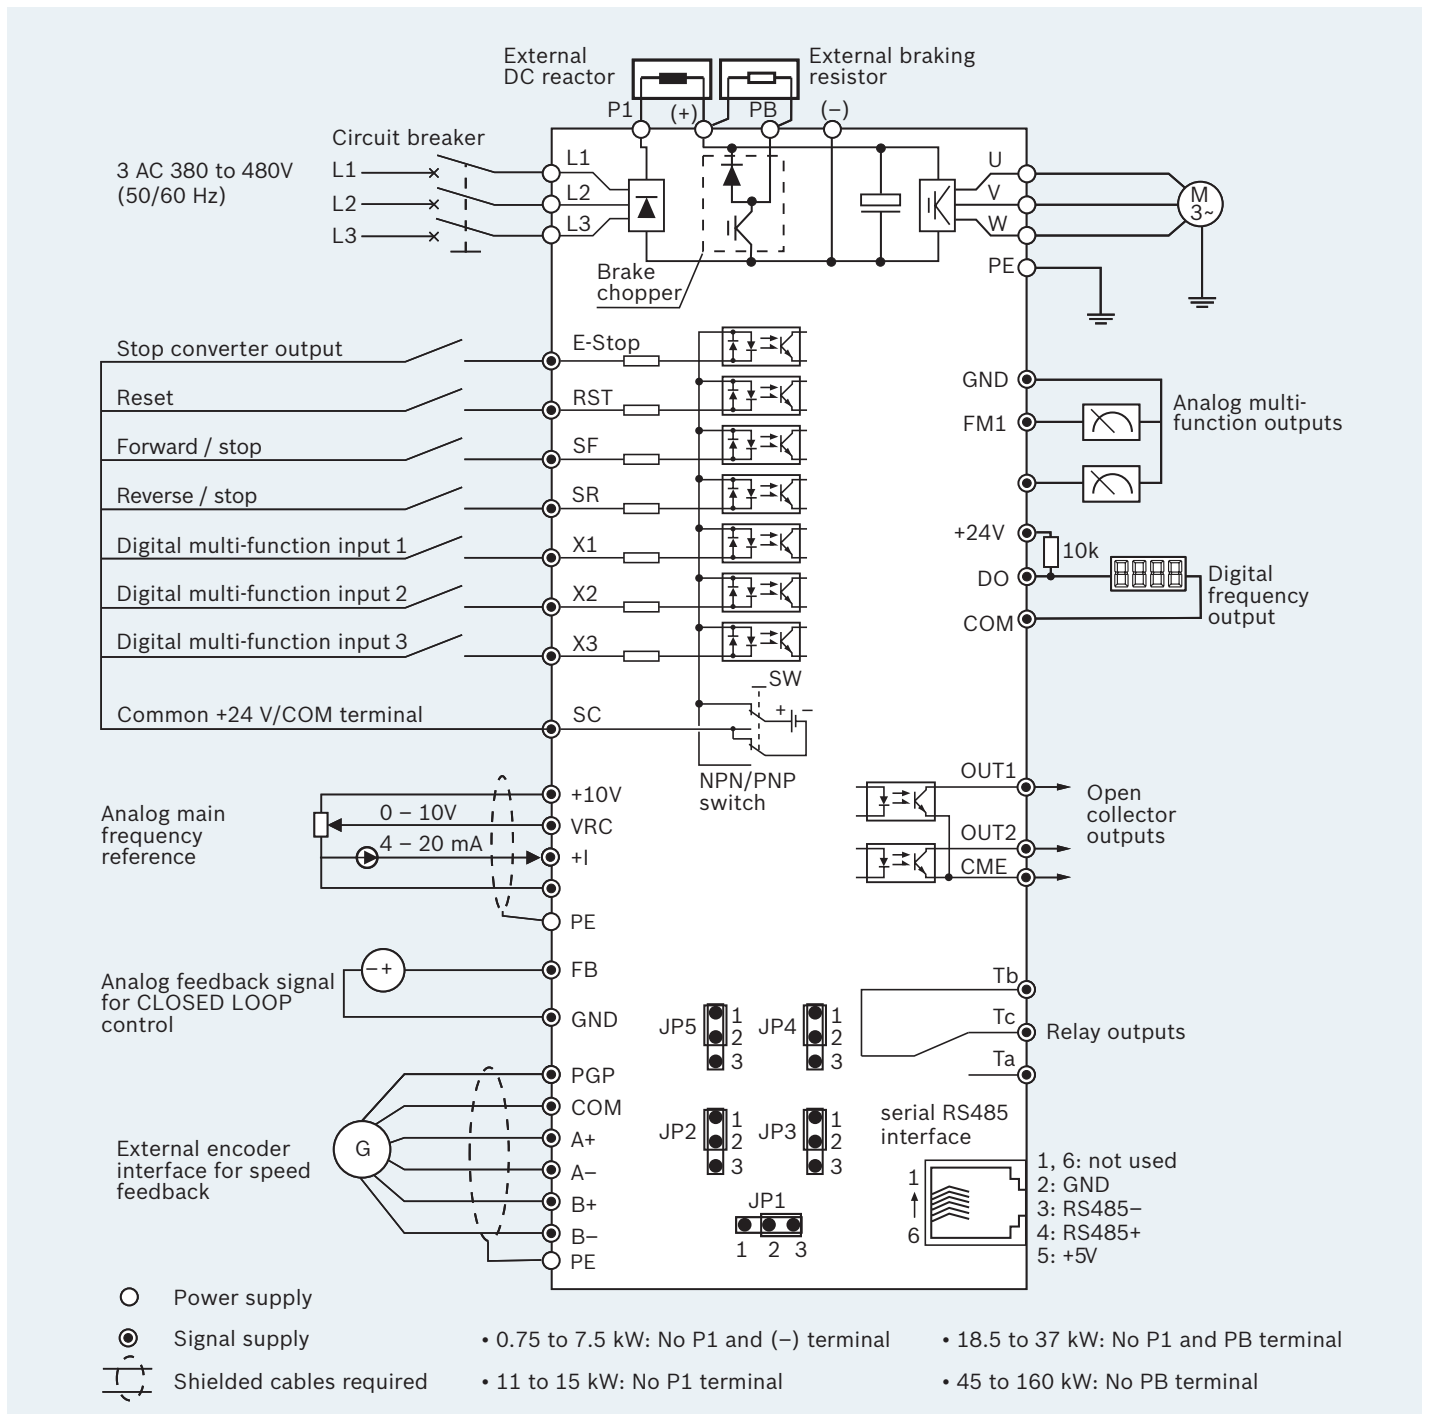 External
DC reactor
External braking
resistor
P1
(+)
PB
(–)
Circuit breaker
3 AC 380 to 480V
(50/60 Hz)
L1
L2
L3
L1
L2
L3
U
V
W
PE
M
3~
Brake
chopper
Stop converter output
E-Stop
Reset
RST
Forward / stop
SF
Reverse / stop
SR
Digital multi-function input 1
X1
Digital multi-function input 2
X2
Digital multi-function input 3
X3
Common +24 V/COM terminal
SC
SW
+ –
NPN/PNP
switch
GND
FM1
Analog multi-
function outputs
+24V
10k
DO
COM
Digital
frequency
output
OUT1
OUT2
CME
Open
collector
outputs
Analog main
frequency
reference
0 – 10V
4 – 20 mA
+10V
VRC
+I
PE
Analog feedback signal
for CLOSED LOOP
control
– +
FB
GND
Tb
Tc
Ta
Relay outputs
JP5
1
2
3
JP4
1
2
3
JP2
1
2
3
JP3
1
2
3
JP1
1 2 3
External encoder
interface for speed
feedback
G
PGP
COM
A+
A–
B+
B–
PE
serial RS485
interface
1
6
1, 6: not used
2: GND
3: RS485–
4: RS485+
5: +5V
Power supply
Signal supply
Shielded cables required
• 0.75 to 7.5 kW: No P1 and (–) terminal
• 11 to 15 kW: No P1 terminal
• 18.5 to 37 kW: No P1 and PB terminal
• 45 to 160 kW: No PB terminal